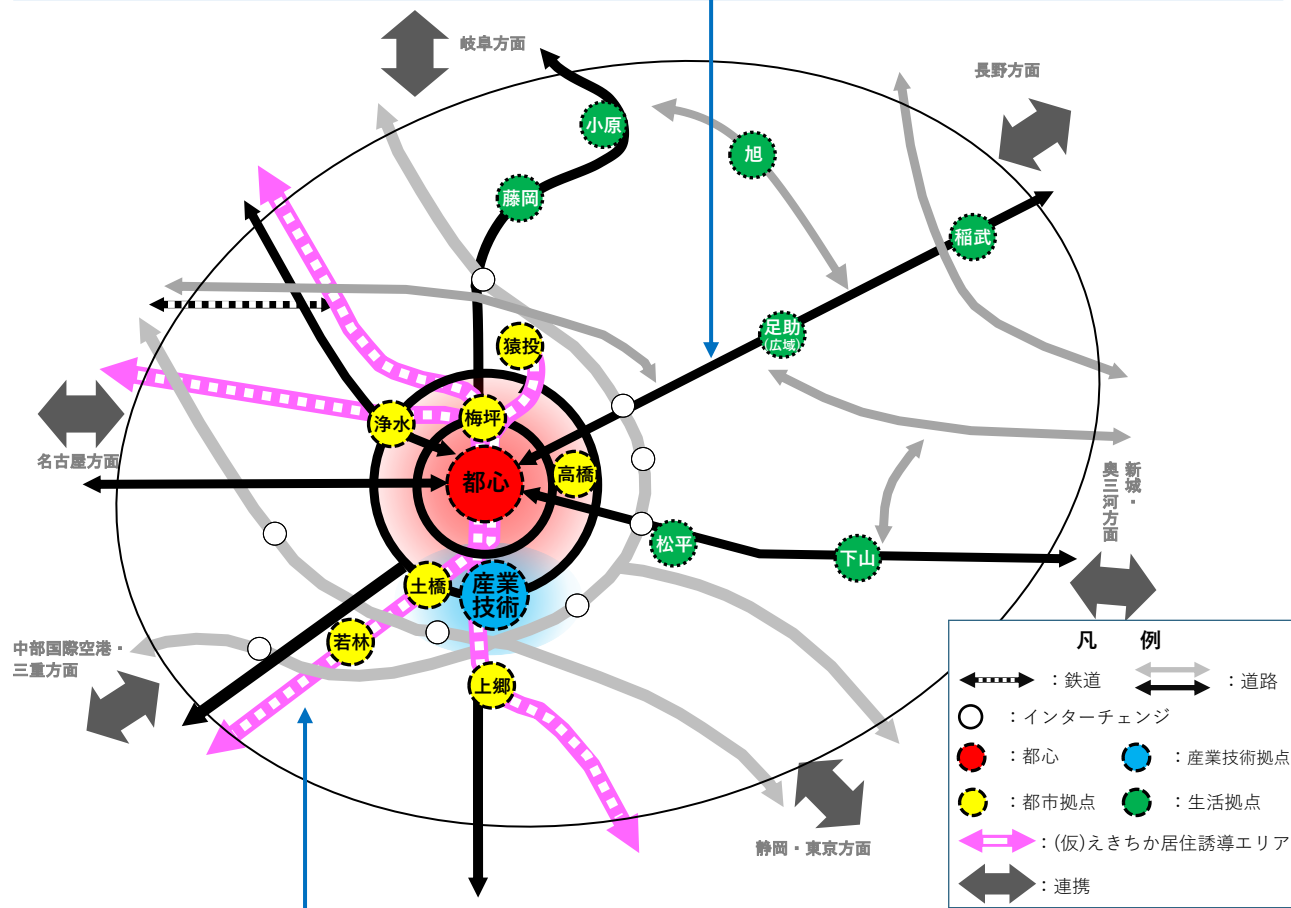 岐阜方面
長野方面
小原
旭
藤岡
稲武
足助
(広域)
猿投
浄水
梅坪
名古屋方面
都心
高橋
新城・
奥三河方面
松平
下山
土橋
産業
技術
若林
中部国際空港・
三重方面
上郷
静岡・東京方面
凡 例
：鉄道
：道路
：インターチェンジ
：都心
：産業技術拠点
：都市拠点
：生活拠点
：(仮)えきちか居住誘導エリア
：連携